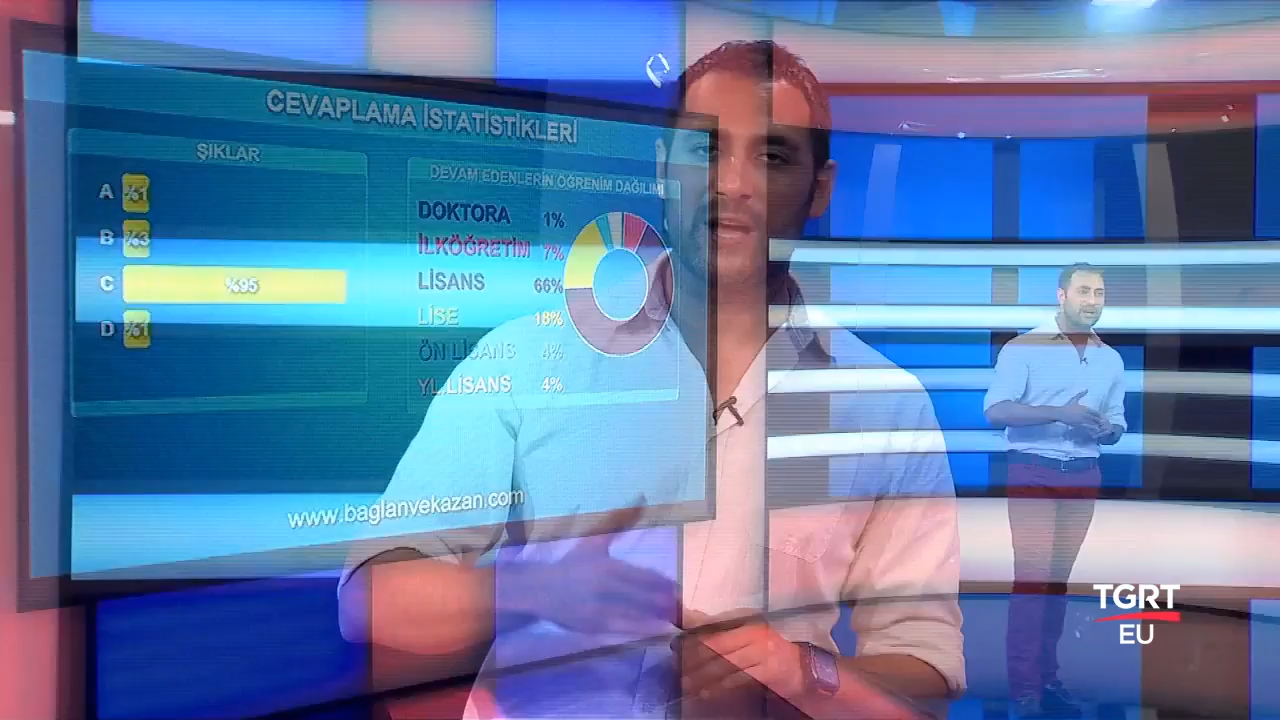 CEVAPLAMA İSTATİSTİKLERİ
ŞIKLAR
A %1
B %3
C %95
D %1
DEVAM EDENLERİN ÖĞRENİM DAĞILIMI
DOKTORA 1%
İLKÖĞRETİM 7%
LİSANS 66%
LİSE 18%
ÖN LİSANS 4%
YL.LİSANS 4%
www.baglanvekazan.com
TGRT
EU